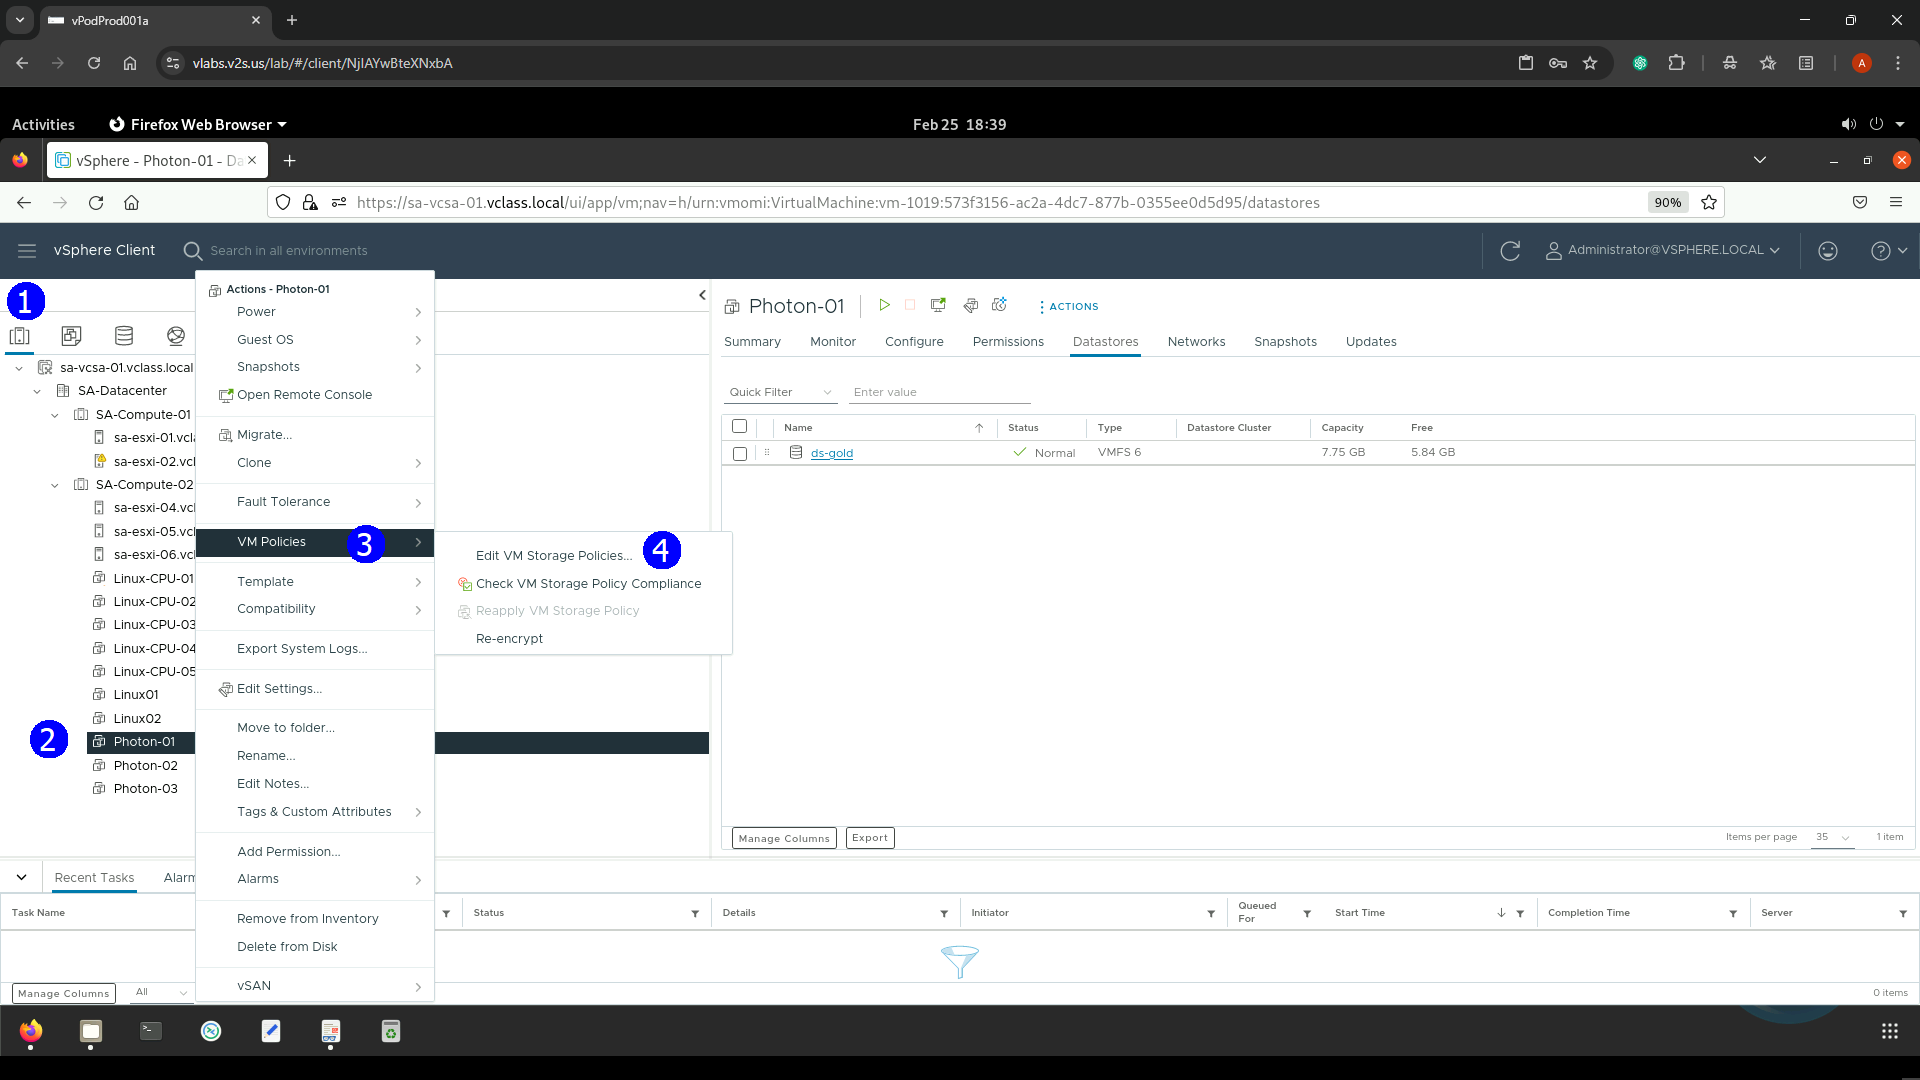 vPodProd001a
vlabs.v2s.us/lab/#/client/NjIAYwBteXNxbA
A
Activities
Firefox Web Browser
Feb 25 18:39
vSphere - Photon-01 - Da
https://sa-vcsa-01.vclass.local/ui/app/vm;nav=h/urn:vmomi:VirtualMachine:vm-1019:573f3156-ac2a-4dc7-877b-0355ee0d5d95/datastores
90%
vSphere Client
Search in all environments
Administrator@VSPHERE.LOCAL
1
sa-vcsa-01.vclass.local
SA-Datacenter
SA-Compute-01
sa-esxi-01.vcla
sa-esxi-02.vcl
SA-Compute-02
sa-esxi-04.vcl
sa-esxi-05.vcl
sa-esxi-06.vcl
Linux-CPU-01
Linux-CPU-02
Linux-CPU-03
Linux-CPU-04
Linux-CPU-05
Linux01
Linux02
2
Photon-01
Photon-02
Photon-03
Actions - Photon-01
Power
Guest OS
Snapshots
Open Remote Console
Migrate...
Clone
Fault Tolerance
VM Policies
3
Template
Compatibility
Export System Logs...
Edit Settings...
Move to folder...
Rename...
Edit Notes...
Tags & Custom Attributes
Add Permission...
Alarms
Remove from Inventory
Delete from Disk
vSAN
Edit VM Storage Policies...
4
Check VM Storage Policy Compliance
Reapply VM Storage Policy
Re-encrypt
Photon-01
ACTIONS
Summary Monitor Configure Permissions Datastores Networks Snapshots Updates
Quick Filter Enter value
Name Status Type Datastore Cluster Capacity Free
ds-gold Normal VMFS 6 7.75 GB 5.84 GB
Manage Columns Export
Items per page 35 1 item
Recent Tasks Alarm
Task Name Status Details Initiator Queued For Start Time Completion Time Server
Manage Columns All
0 items